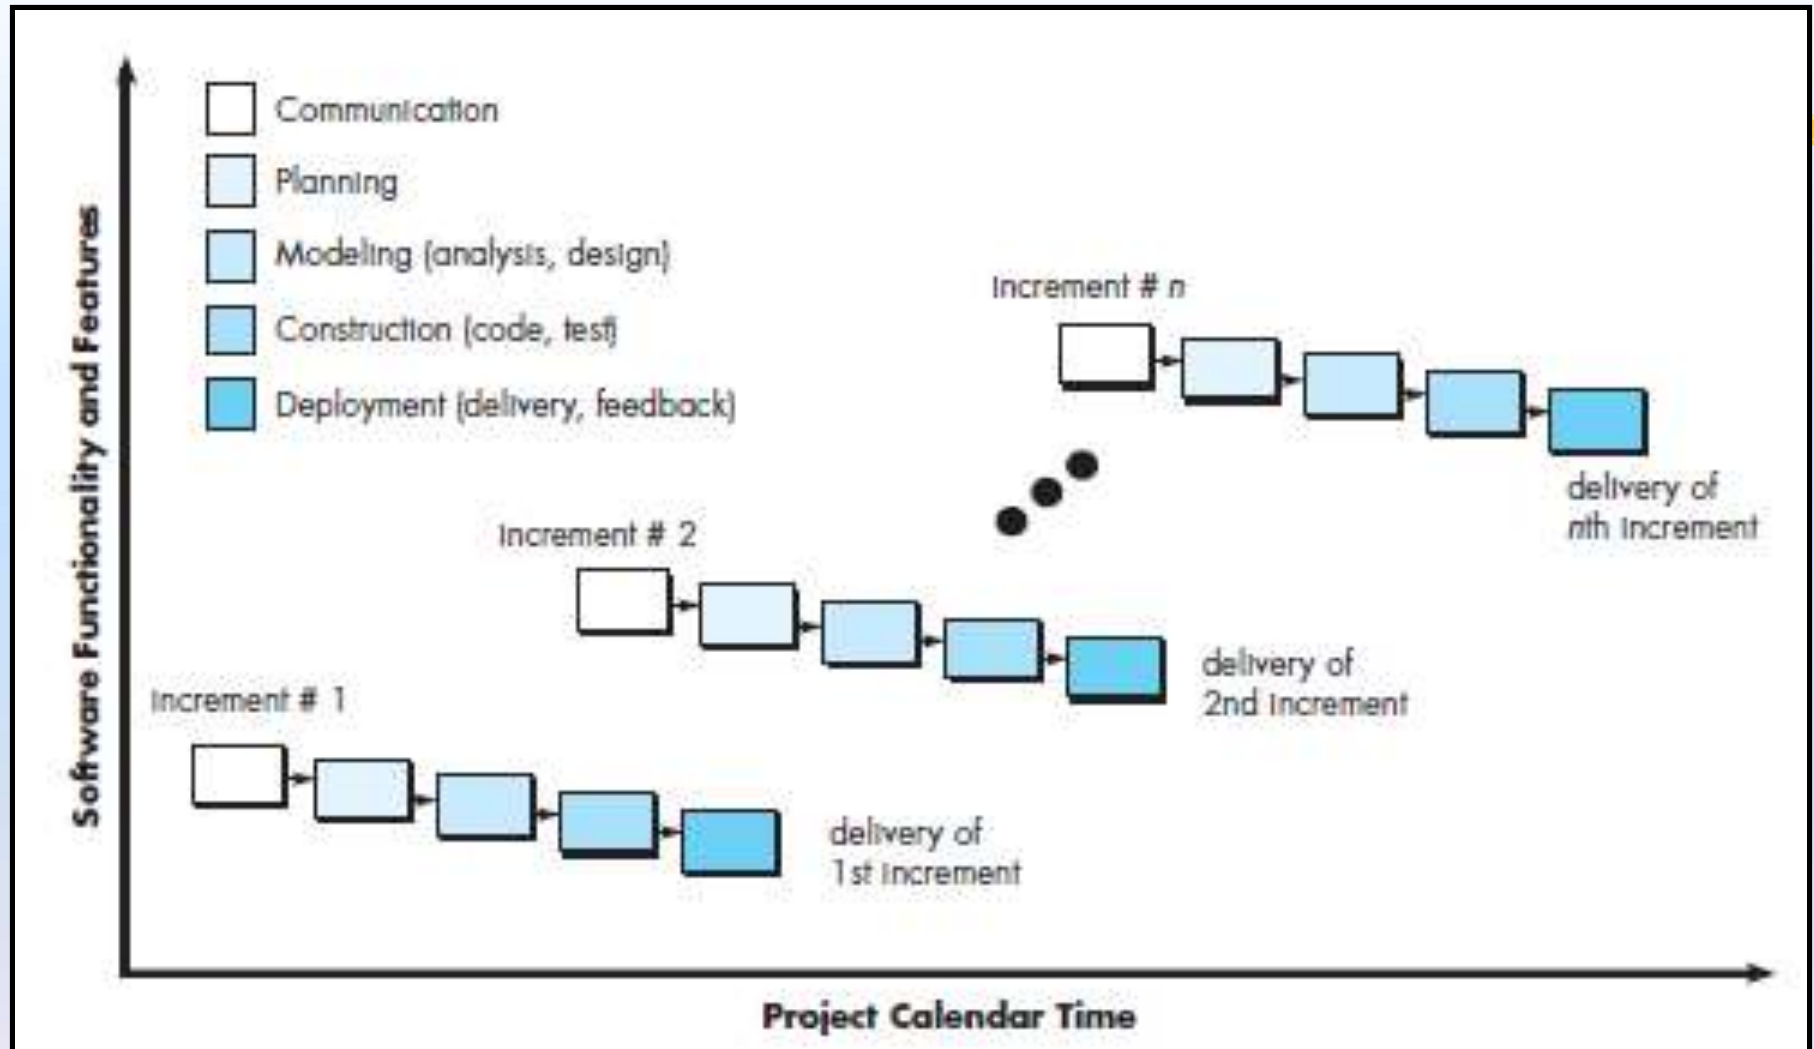 Software Functionality and Features
Communication
Planning
Modeling (analysis, design)
Construction (code, test)
Deployment (delivery, feedback)
Increment # n
delivery of
nth increment
Increment # 2
delivery of
2nd increment
Increment # 1
delivery of
1st increment
Project Calendar Time